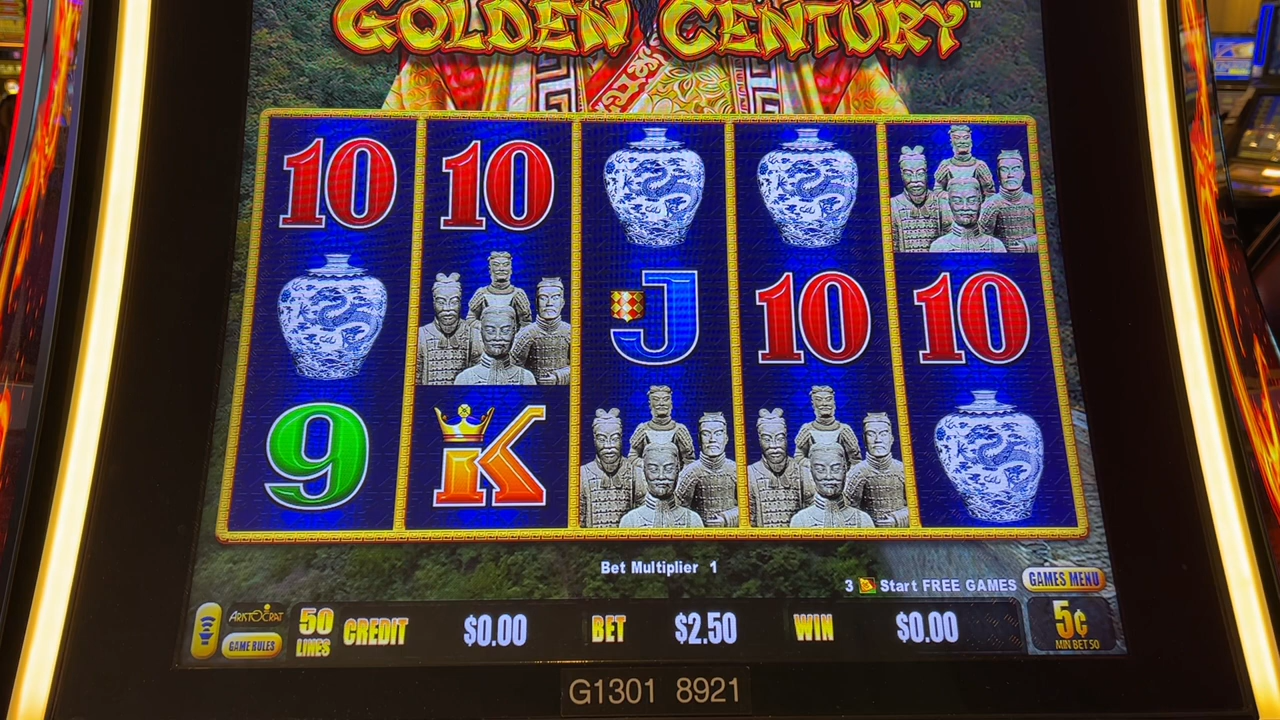 GOLDEN CENTURY™
10 10
J 10 10
9 K
Bet Multiplier 1
3 Start FREE GAMES GAMES MENU
ARISTOCRAT
GAME RULES
50 LINES CREDIT $0.00 BET $2.50 WIN $0.00 5¢
MIN BET 50
G1301 8921